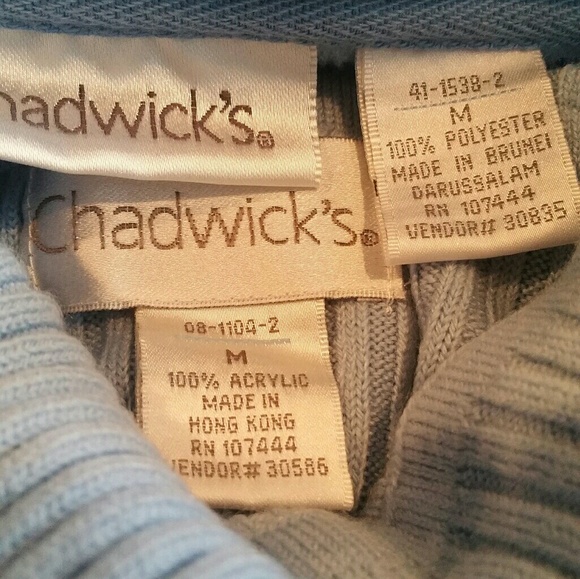 hadwick's®
41-1538-2
M
100% POLYESTER
MADE IN BRUNEI
DARUSSALAM
RN 107444
VENDOR# 30835
Chadwick's®
08-1104-2
M
100% ACRYLIC
MADE IN
HONG KONG
RN 107444
VENDOR# 30586